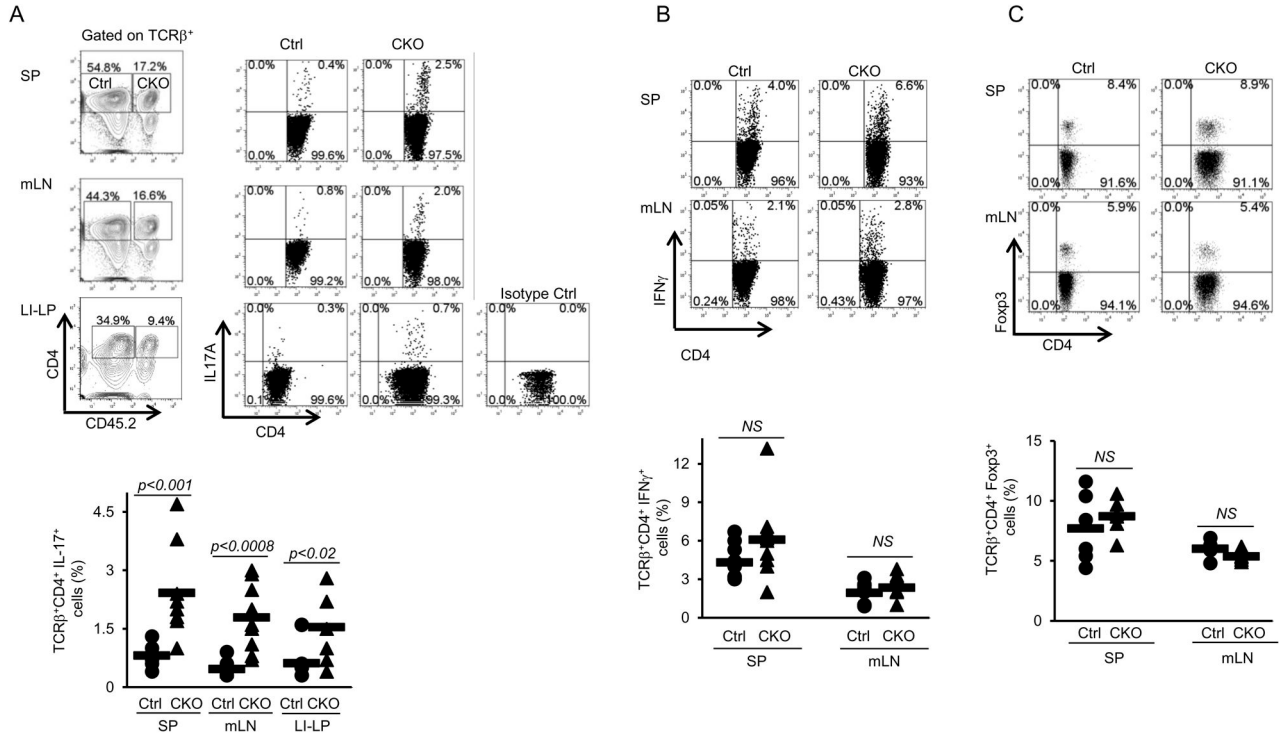 A
Gated on TCRβ⁺
SP
54.8% 17.2%
Ctrl CKO
mLN
44.3% 16.6%
LI-LP
34.9% 9.4%
CD4
CD45.2
Ctrl CKO
0.0% 0.4% 0.0% 2.5%
0.0% 99.6% 0.0% 97.5%
0.0% 0.8% 0.0% 2.0%
0.0% 99.2% 0.0% 98.0%
Isotype Ctrl
0.0% 0.3% 0.0% 0.7% 0.0% 0.0%
0.1 99.6% 0.0% 99.3% 0.0% 100.0%
IL17A
CD4
p<0.001
p<0.0008
p<0.02
TCRβ⁺CD4⁺ IL-17⁺
cells (%)
4.5
3
1.5
0
Ctrl CKO Ctrl CKO Ctrl CKO
SP mLN LI-LP
B
Ctrl CKO
SP
0.0% 4.0% 0.0% 6.6%
0.0% 96% 0.0% 93%
mLN
0.05% 2.1% 0.05% 2.8%
0.24% 98% 0.43% 97%
IFNγ
CD4
NS
NS
TCRβ⁺CD4⁺ IFNγ⁺
cells (%)
12
9
6
3
0
Ctrl CKO Ctrl CKO
SP mLN
C
Ctrl CKO
SP
0.0% 8.4% 0.0% 8.9%
0.0% 91.6% 0.0% 91.1%
mLN
0.0% 5.9% 0.0% 5.4%
0.0% 94.1% 0.0% 94.6%
Foxp3
CD4
NS
NS
TCRβ⁺CD4⁺ Foxp3⁺
cells (%)
15
10
5
0
Ctrl CKO Ctrl CKO
SP mLN